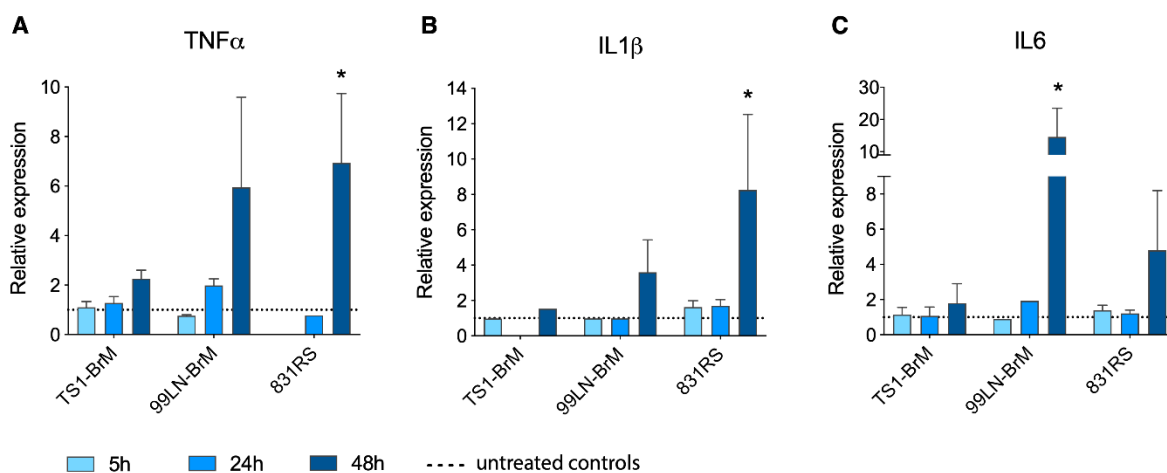 A
TNFα
Relative expression
10
8
6
4
2
0
*
TS1-BrM
99LN-BrM
831RS
B
IL1β
Relative expression
14
12
10
8
6
4
2
0
*
TS1-BrM
99LN-BrM
831RS
C
IL6
Relative expression
30
20
10
8
6
4
2
0
*
TS1-BrM
99LN-BrM
831RS
5h 24h 48h untreated controls